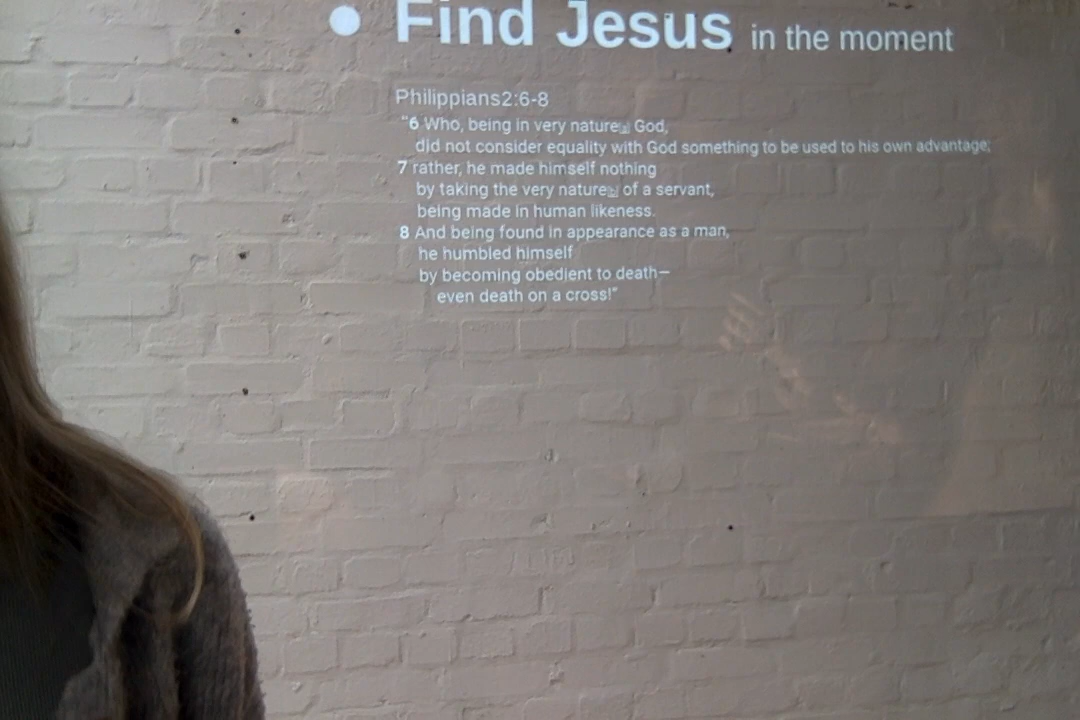 • Find Jesus in the moment
Philippians2:6-8
"6 Who, being in very nature[a] God,
did not consider equality with God something to be used to his own advantage;
7 rather, he made himself nothing
by taking the very nature[b] of a servant,
being made in human likeness.
8 And being found in appearance as a man,
he humbled himself
by becoming obedient to death—
even death on a cross!"